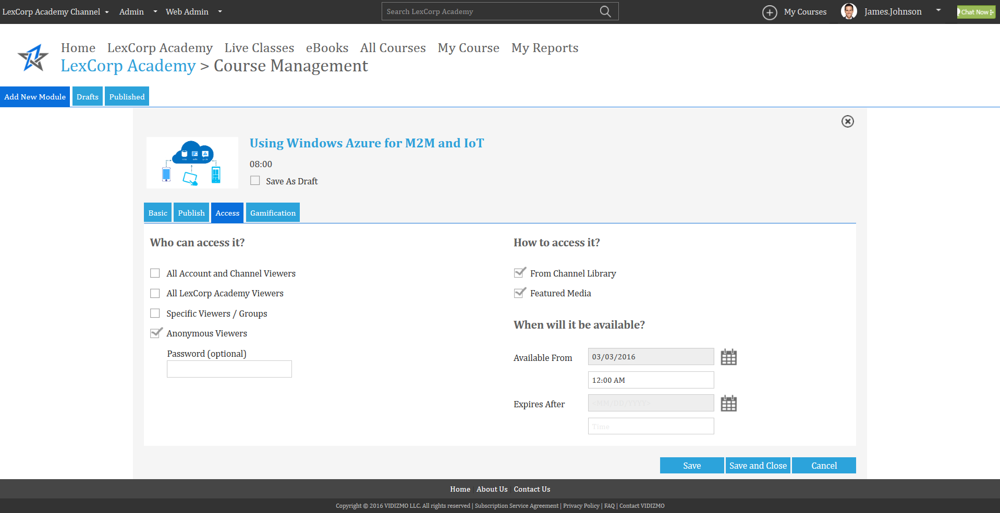 LexCorp Academy Channel Admin Web Admin Search LexCorp Academy My Courses James.Johnson Chat Now
Home LexCorp Academy Live Classes eBooks All Courses My Course My Reports
LexCorp Academy > Course Management
Add New Module Drafts Published
Using Windows Azure for M2M and IoT
08:00
Save As Draft
Basic Publish Access Gamification
Who can access it?
All Account and Channel Viewers
All LexCorp Academy Viewers
Specific Viewers / Groups
Anonymous Viewers
Password (optional)
How to access it?
From Channel Library
Featured Media
When will it be available?
Available From 03/03/2016
12:00 AM
Expires After <MM/DD/YYYY>
Time
Save Save and Close Cancel
Home About Us Contact Us
Copyright © 2016 VIDIZMO LLC. All rights reserved | Subscription Service Agreement | Privacy Policy | FAQ | Contact VIDIZMO